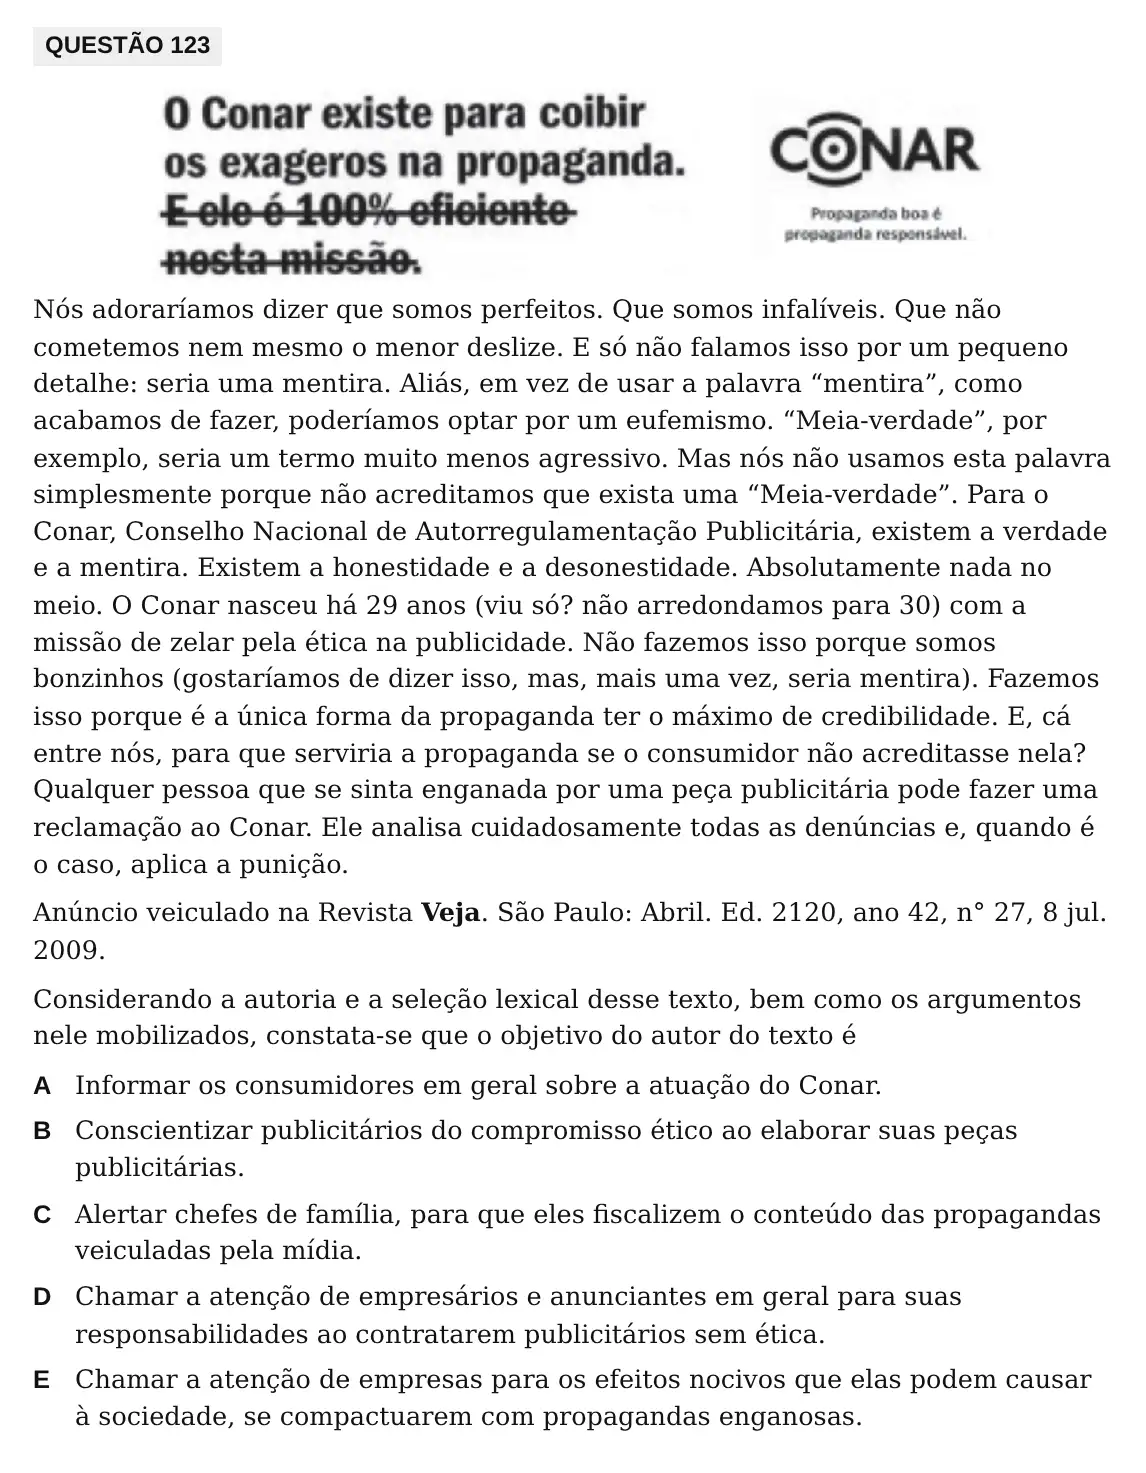 QUESTÃO 123
O Conar existe para coibir
os exageros na propaganda.
E ele é 100% eficiente
nesta missão.
CONAR
Propaganda boa é
propaganda responsável.
Nós adoraríamos dizer que somos perfeitos. Que somos infalíveis. Que não
cometemos nem mesmo o menor deslize. E só não falamos isso por um pequeno
detalhe: seria uma mentira. Aliás, em vez de usar a palavra “mentira”, como
acabamos de fazer, poderíamos optar por um eufemismo. “Meia-verdade”, por
exemplo, seria um termo muito menos agressivo. Mas nós não usamos esta palavra
simplesmente porque não acreditamos que exista uma “Meia-verdade”. Para o
Conar, Conselho Nacional de Autorregulamentação Publicitária, existem a verdade
e a mentira. Existem a honestidade e a desonestidade. Absolutamente nada no
meio. O Conar nasceu há 29 anos (viu só? não arredondamos para 30) com a
missão de zelar pela ética na publicidade. Não fazemos isso porque somos
bonzinhos (gostaríamos de dizer isso, mas, mais uma vez, seria mentira). Fazemos
isso porque é a única forma da propaganda ter o máximo de credibilidade. E, cá
entre nós, para que serviria a propaganda se o consumidor não acreditasse nela?
Qualquer pessoa que se sinta enganada por uma peça publicitária pode fazer uma
reclamação ao Conar. Ele analisa cuidadosamente todas as denúncias e, quando é
o caso, aplica a punição.
Anúncio veiculado na Revista Veja. São Paulo: Abril. Ed. 2120, ano 42, n° 27, 8 jul.
2009.
Considerando a autoria e a seleção lexical desse texto, bem como os argumentos
nele mobilizados, constata-se que o objetivo do autor do texto é
A Informar os consumidores em geral sobre a atuação do Conar.
B Conscientizar publicitários do compromisso ético ao elaborar suas peças
publicitárias.
C Alertar chefes de família, para que eles fiscalizem o conteúdo das propagandas
veiculadas pela mídia.
D Chamar a atenção de empresários e anunciantes em geral para suas
responsabilidades ao contratarem publicitários sem ética.
E Chamar a atenção de empresas para os efeitos nocivos que elas podem causar
à sociedade, se compactuarem com propagandas enganosas.